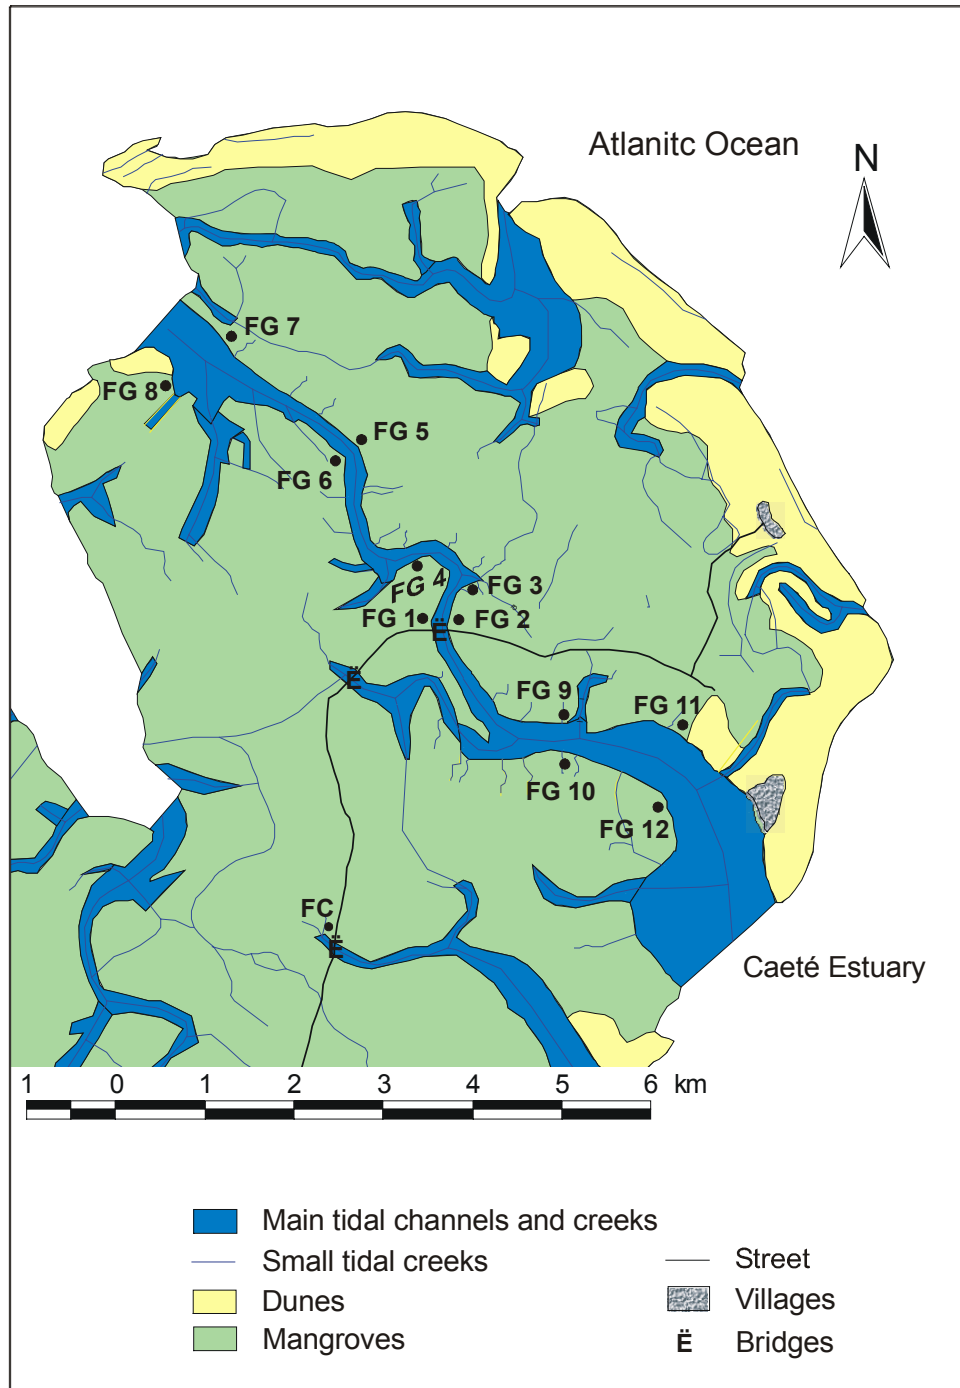 Atlanitc Ocean
N
FG 7
FG 8
FG 5
FG 6
FG 4
FG 3
FG 1
FG 2
Ë
Ë
FG 9
FG 11
FG 10
FG 12
FC
Ë
Caeté Estuary
1 0 1 2 3 4 5 6 km
Main tidal channels and creeks
Small tidal creeks
Street
Dunes
Villages
Mangroves
Ë Bridges